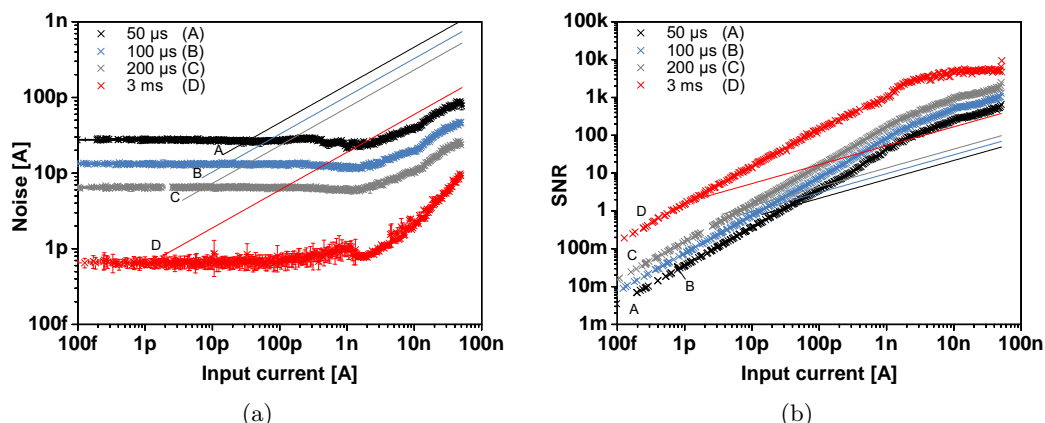 1n
100p
10p
1p
100f
Noise [A]
50 µs (A)
100 µs (B)
200 µs (C)
3 ms (D)
A
B
C
D
100f 1p 10p 100p 1n 10n 100n
Input current [A]
(a)
100k
10k
1k
100
10
1
100m
10m
1m
SNR
50 µs (A)
100 µs (B)
200 µs (C)
3 ms (D)
D
C
B
A
100f 1p 10p 100p 1n 10n 100n
Input current [A]
(b)